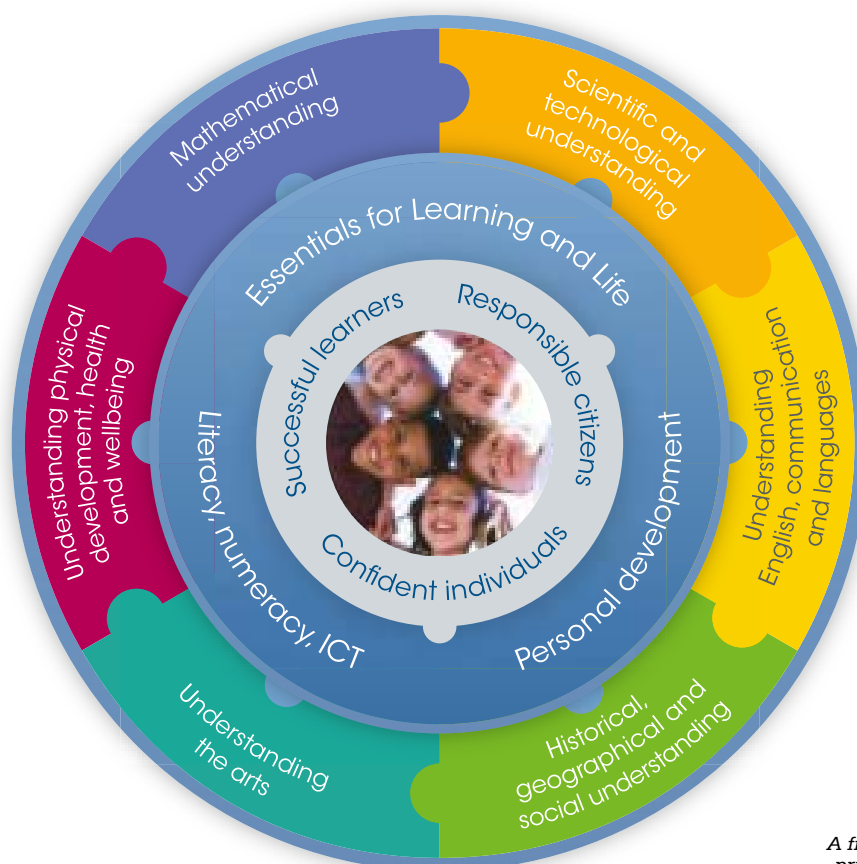 Mathematical
understanding
Scientific and
technological
understanding
Understanding
English, communication
and languages
Historical,
geographical and
social understanding
Understanding
the arts
Understanding physical
development, health
and wellbeing
Essentials for Learning and Life
Literacy, numeracy, ICT
Personal development
Successful learners
Responsible citizens
Confident individuals
A